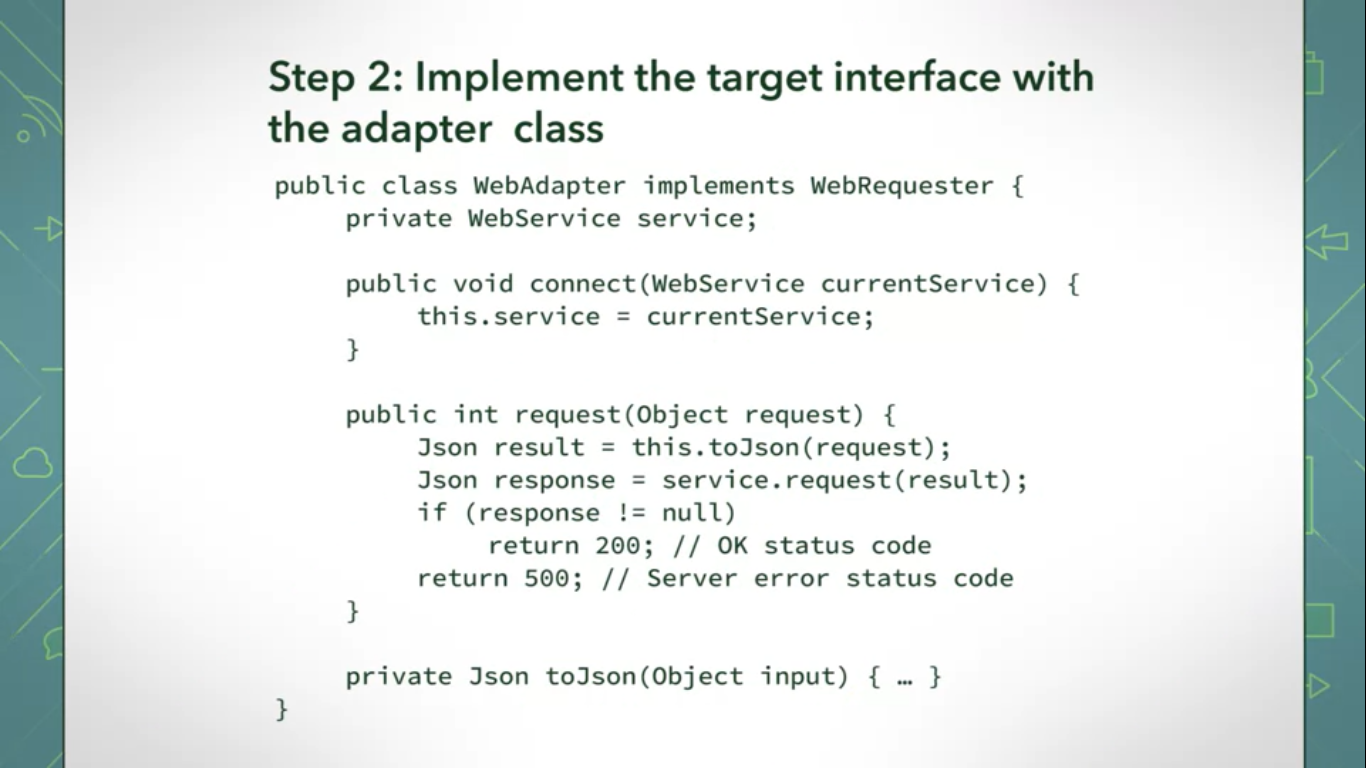 Step 2: Implement the target interface with
the adapter class
public class WebAdapter implements WebRequester {
private WebService service;
public void connect(WebService currentService) {
this.service = currentService;
}
public int request(Object request) {
Json result = this.toJson(request);
Json response = service.request(result);
if (response != null)
return 200; // OK status code
return 500; // Server error status code
}
private Json toJson(Object input) { … }
}